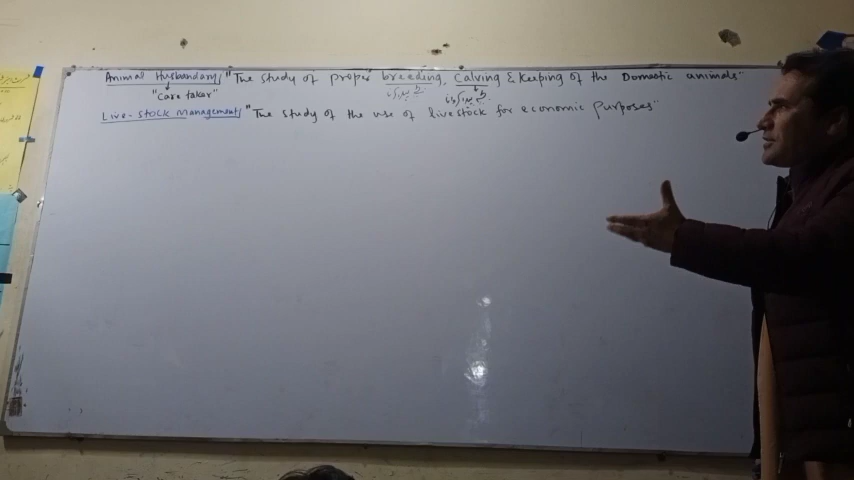 Animal Husbandary "The study of proper breeding, Calving & Keeping of the Domestic animals"
"Care taker"
Live-stock Management "The study of the use of livestock for economic purposes"